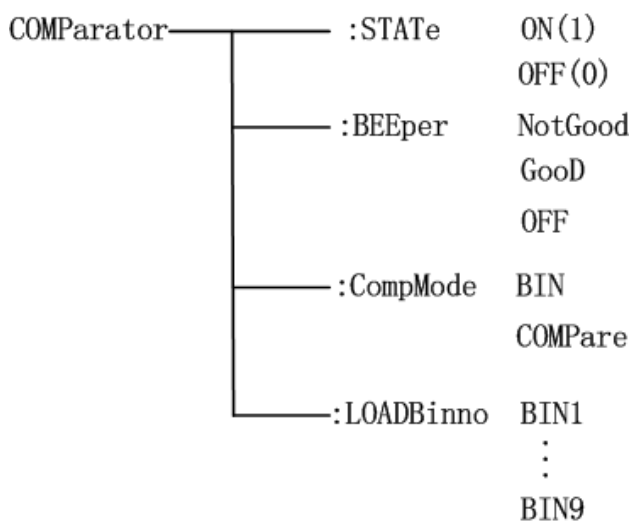 COMParator :STATe ON(1)
OFF(0)
:BEEper NotGood
GooD
OFF
:CompMode BIN
COMPare
:LOADBinno BIN1
⋮
BIN9